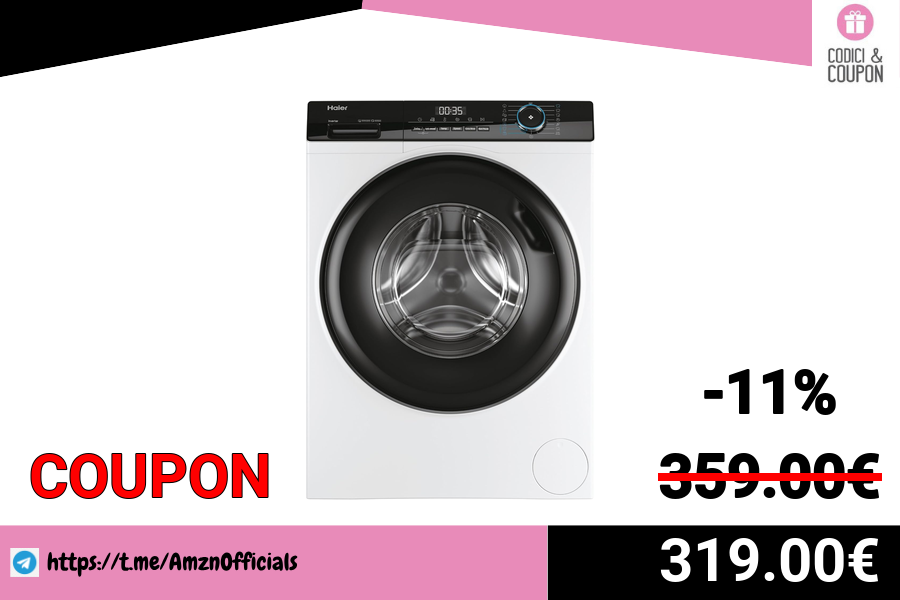 CODICI &
COUPON
Haier
00:35
-11%
COUPON
359.00€
https://t.me/AmznOfficials
319.00€